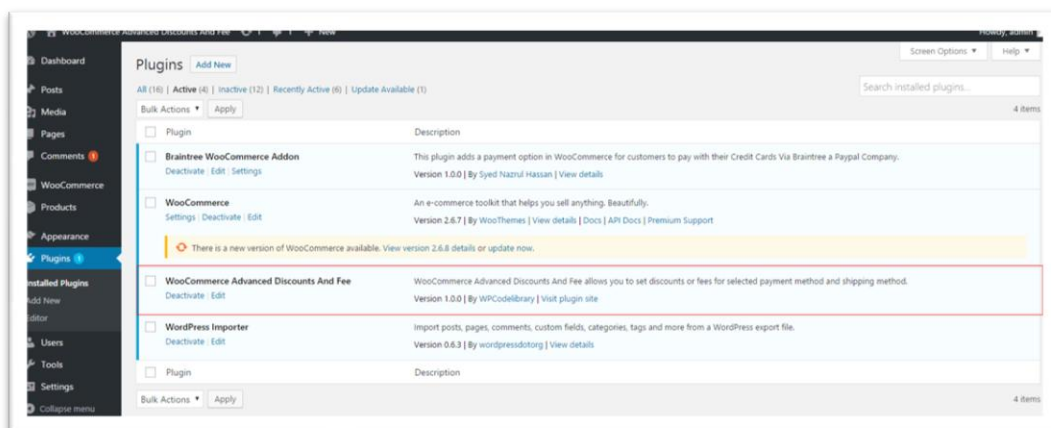 WooCommerce Advanced Discounts And Fee 1 1 + New Howdy, admin
Screen Options ▼ Help ▼
Dashboard
Posts
Media
Pages
Comments 1
WooCommerce
Products
Appearance
Plugins 1
Installed Plugins
Add New
Editor
Users
Tools
Settings
Collapse menu
Plugins Add New
All (16) | Active (4) | Inactive (12) | Recently Active (6) | Update Available (1)
Search installed plugins...
Bulk Actions ▼ Apply
4 items
Plugin Description
Braintree WooCommerce Addon
Deactivate | Edit | Settings
This plugin adds a payment option in WooCommerce for customers to pay with their Credit Cards Via Braintree a Paypal Company.
Version 1.0.0 | By Syed Nazrul Hassan | View details
WooCommerce
Settings | Deactivate | Edit
An e-commerce toolkit that helps you sell anything. Beautifully.
Version 2.6.7 | By WooThemes | View details | Docs | API Docs | Premium Support
There is a new version of WooCommerce available. View version 2.6.8 details or update now.
WooCommerce Advanced Discounts And Fee
Deactivate | Edit
WooCommerce Advanced Discounts And Fee allows you to set discounts or fees for selected payment method and shipping method.
Version 1.0.0 | By WPCodelibrary | Visit plugin site
WordPress Importer
Deactivate | Edit
Import posts, pages, comments, custom fields, categories, tags and more from a WordPress export file.
Version 0.6.3 | By wordpressdotorg | View details
Plugin Description
Bulk Actions ▼ Apply
4 items